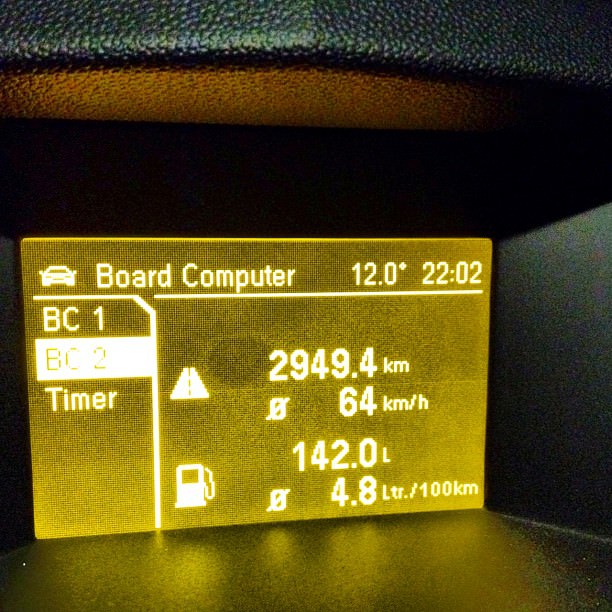 Board Computer 12.0° 22:02
BC 1
BC 2
Timer
2949.4 km
Ø 64 km/h
142.0 L
Ø 4.8 Ltr./100km